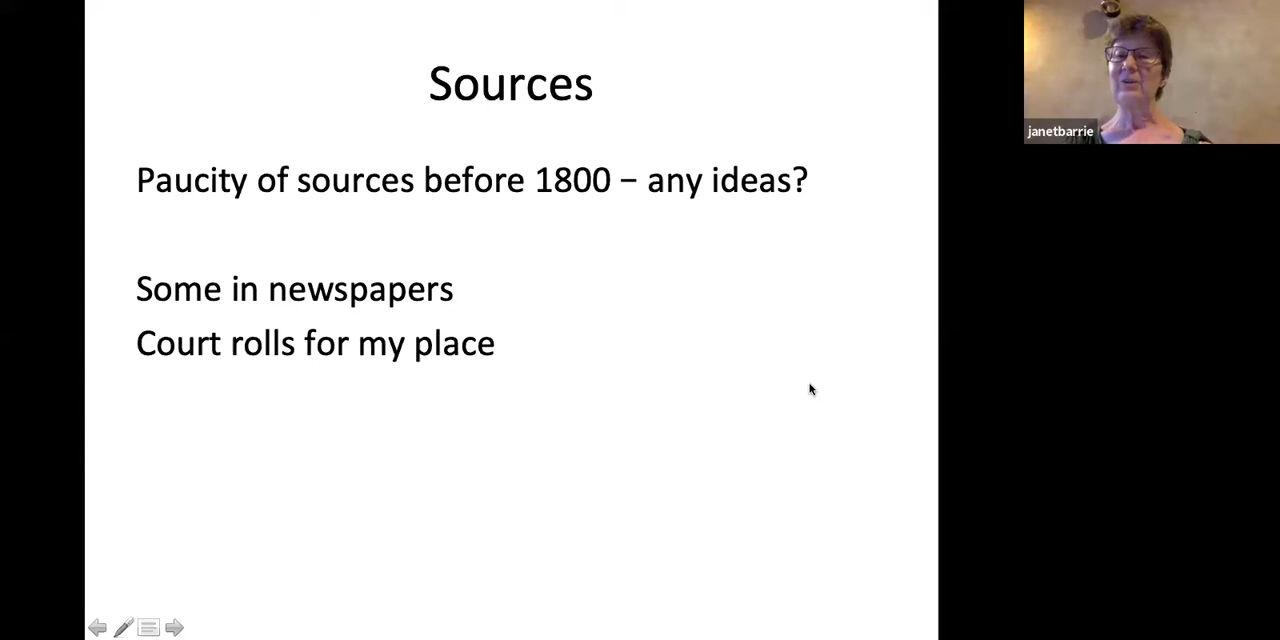 Sources
janetbarrie
Paucity of sources before 1800 – any ideas?
Some in newspapers
Court rolls for my place